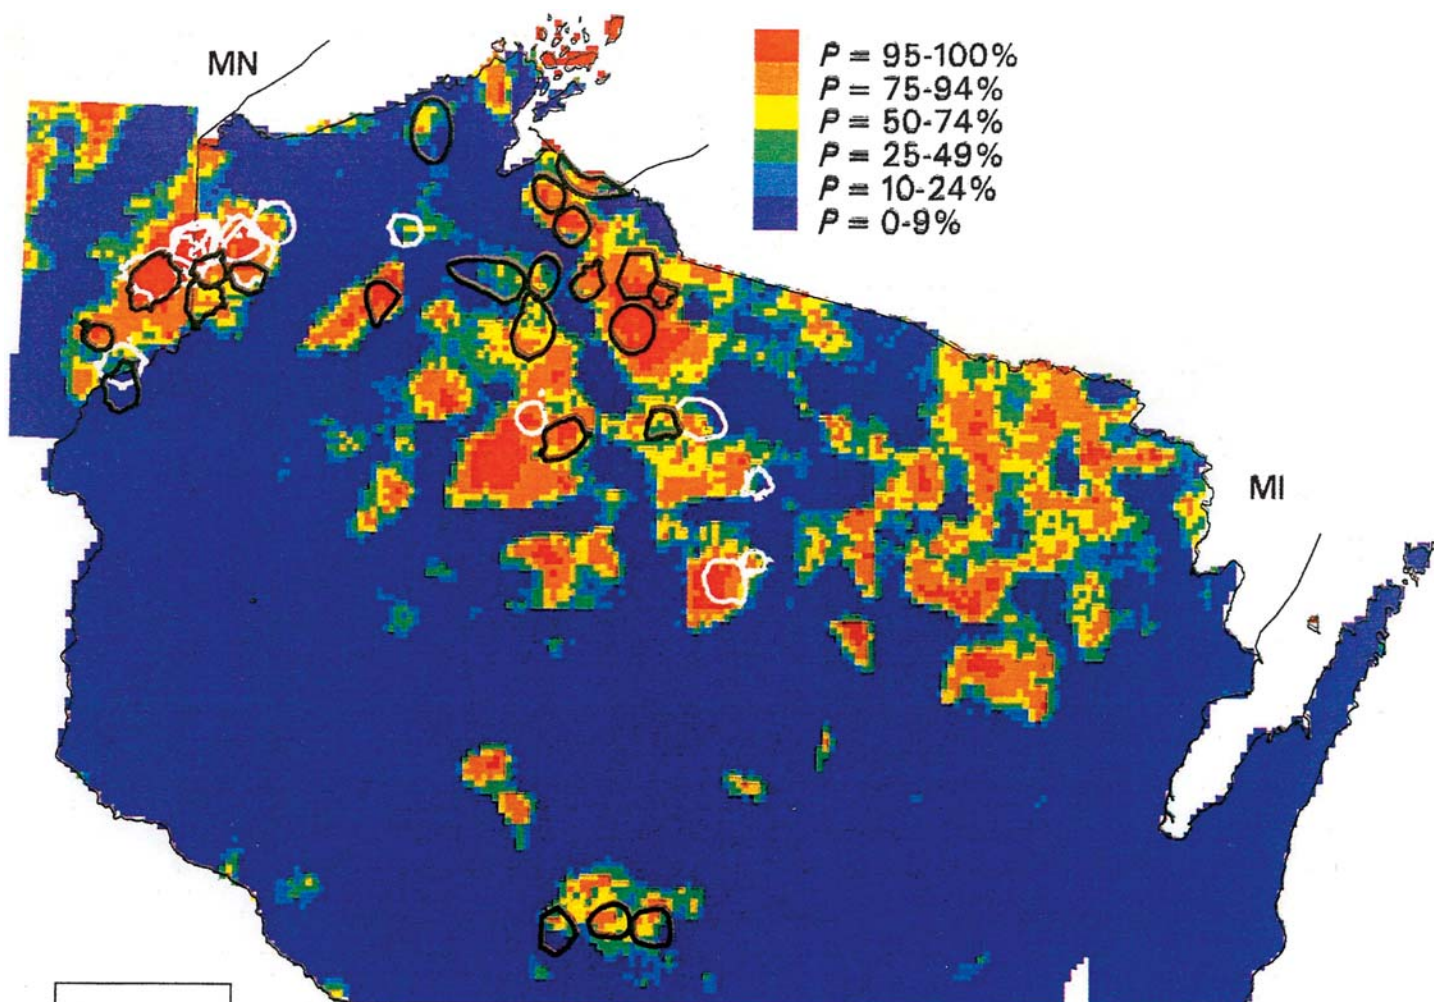 MN
P = 95-100%
P = 75-94%
P = 50-74%
P = 25-49%
P = 10-24%
P = 0-9%
MI